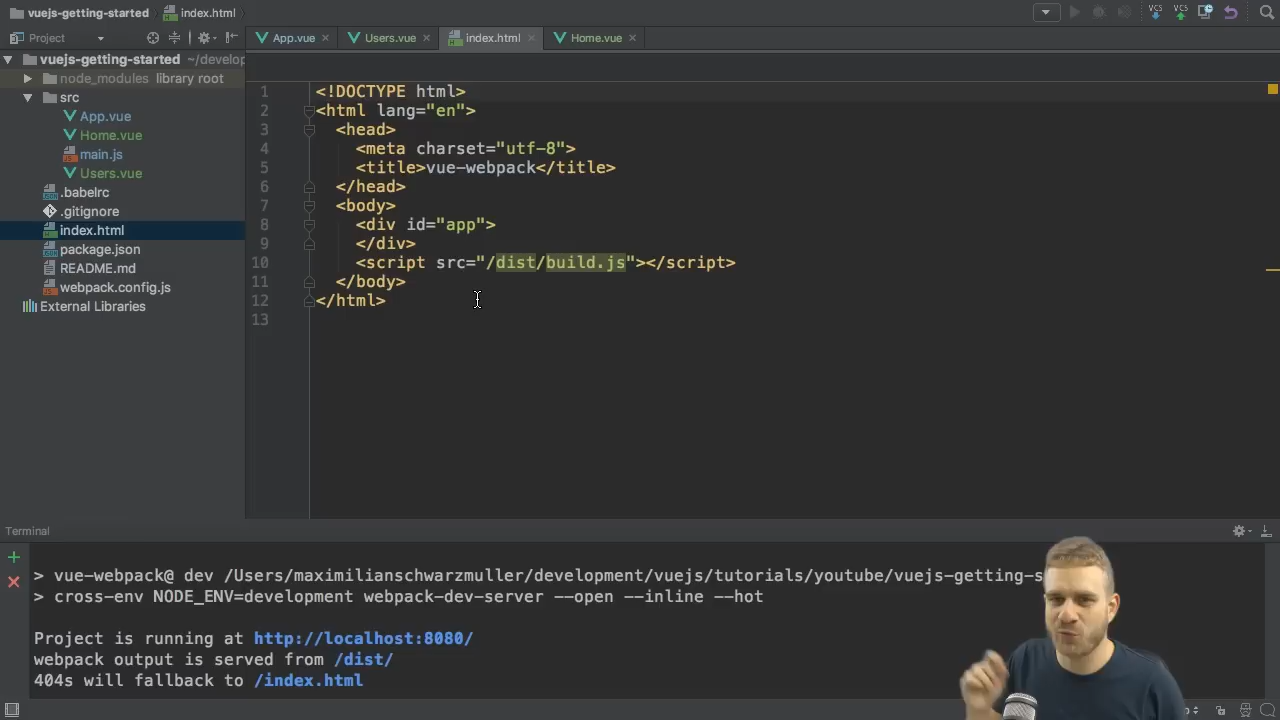 vuejs-getting-started index.html
VCS VCS
Project
App.vue Users.vue index.html Home.vue
vuejs-getting-started ~/develop
node_modules library root
src
App.vue
Home.vue
main.js
Users.vue
.babelrc
.gitignore
index.html
package.json
README.md
webpack.config.js
External Libraries
1 <!DOCTYPE html>
2 <html lang="en">
3 <head>
4 <meta charset="utf-8">
5 <title>vue-webpack</title>
6 </head>
7 <body>
8 <div id="app">
9 </div>
10 <script src="/dist/build.js"></script>
11 </body>
12 </html>
13
Terminal
> vue-webpack@ dev /Users/maximilianschwarzmuller/development/vuejs/tutorials/youtube/vuejs-getting-s
> cross-env NODE_ENV=development webpack-dev-server --open --inline --hot
Project is running at http://localhost:8080/
webpack output is served from /dist/
404s will fallback to /index.html